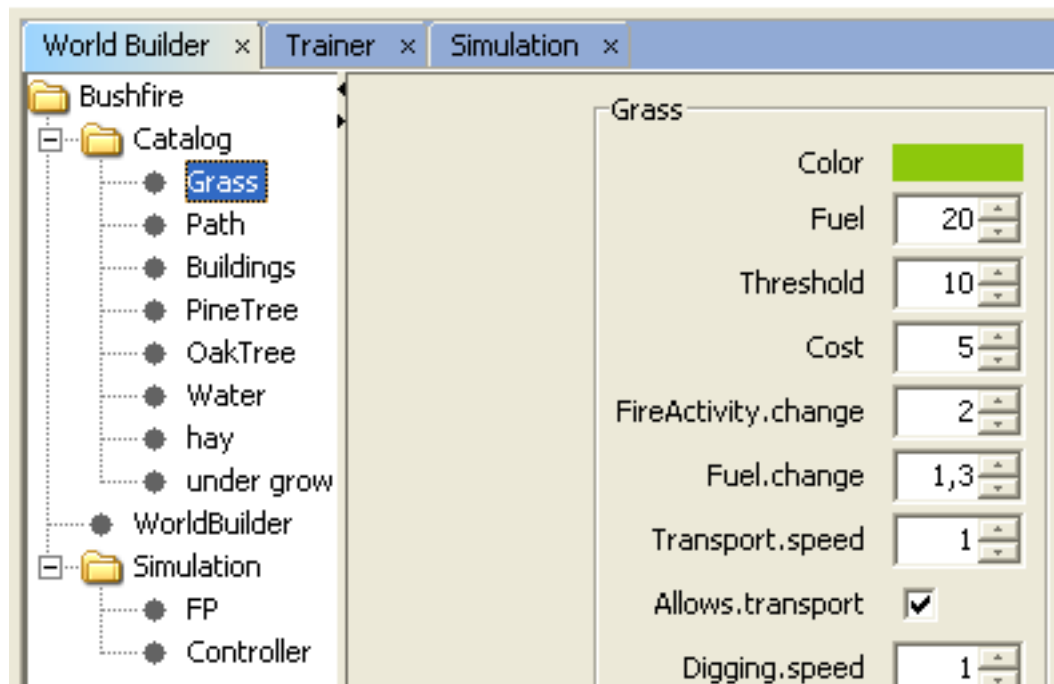 World Builder × Trainer × Simulation ×
Bushfire
Catalog
Grass
Path
Buildings
PineTree
OakTree
Water
hay
under grow
WorldBuilder
Simulation
FP
Controller
Grass
Color
Fuel 20
Threshold 10
Cost 5
FireActivity.change 2
Fuel.change 1,3
Transport.speed 1
Allows.transport
Digging.speed 1